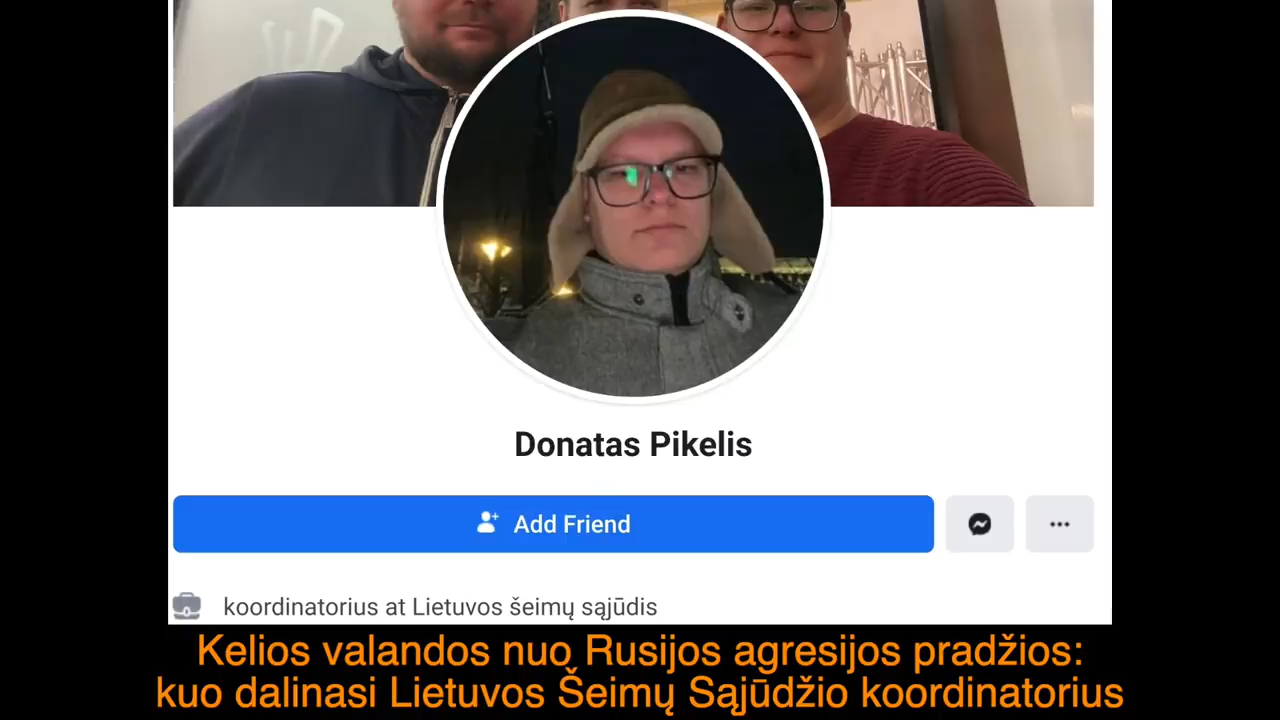 Donatas Pikelis
Add Friend
koordinatorius at Lietuvos šeimų sąjūdis
Kelios valandos nuo Rusijos agresijos pradžios:
kuo dalinasi Lietuvos Šeimų Sąjūdžio koordinatorius